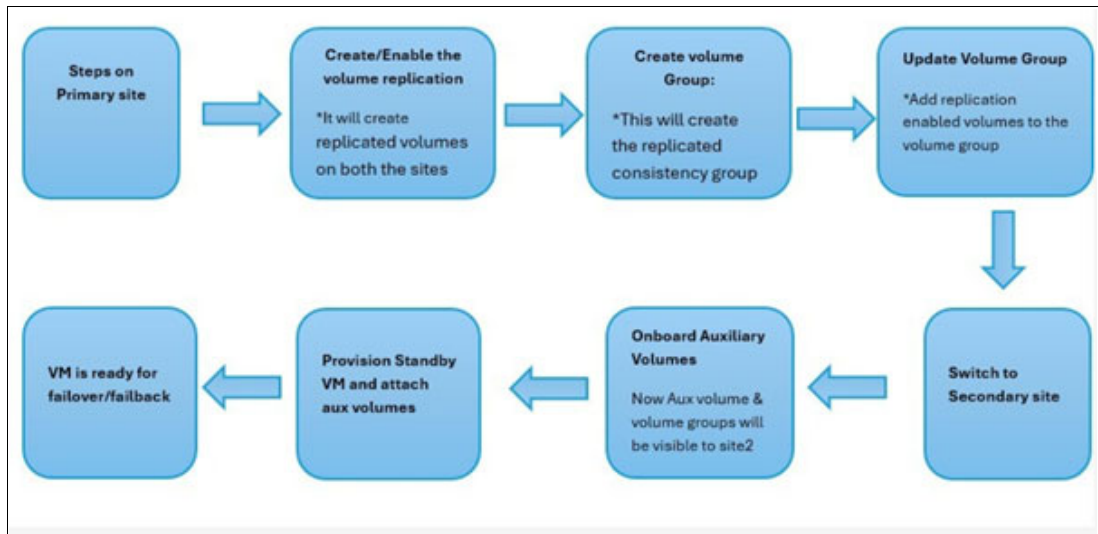 Steps on
Primary site
Create/Enable the
volume replication
*It will create
replicated volumes
on both the sites
Create volume
Group:
*This will create
the replicated
consistency group
Update Volume Group
*Add replication
enabled volumes to the
volume group
Switch to
Secondary site
Onboard Auxiliary
Volumes
Now Aux volume &
volume groups will
be visible to site2
Provision Standby
VM and attach
aux volumes
VM is ready for
failover/failback